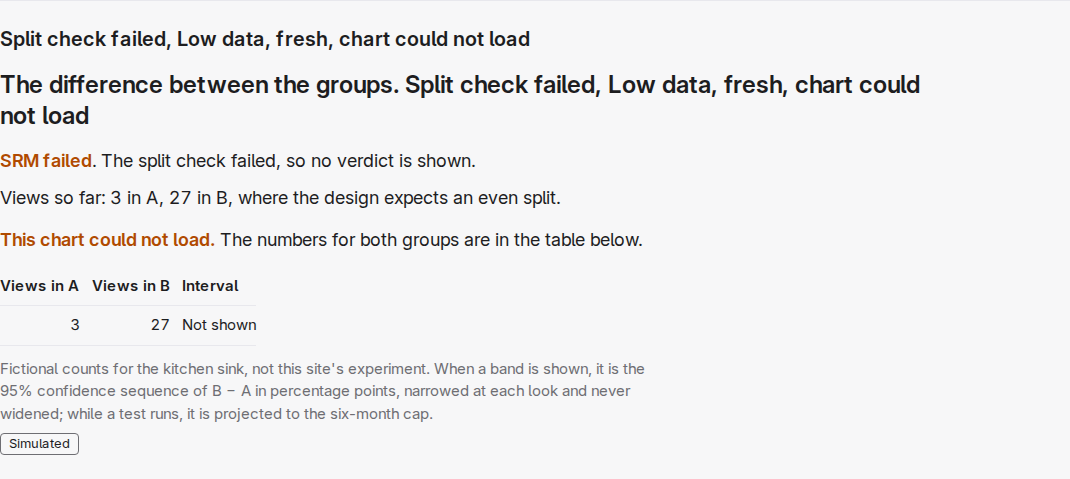 Split check failed, Low data, fresh, chart could not load
The difference between the groups. Split check failed, Low data, fresh, chart could
not load
SRM failed. The split check failed, so no verdict is shown.
Views so far: 3 in A, 27 in B, where the design expects an even split.
This chart could not load. The numbers for both groups are in the table below.
Views in A Views in B Interval
3 27 Not shown
Fictional counts for the kitchen sink, not this site's experiment. When a band is shown, it is the
95% confidence sequence of B − A in percentage points, narrowed at each look and never
widened; while a test runs, it is projected to the six-month cap.
Simulated